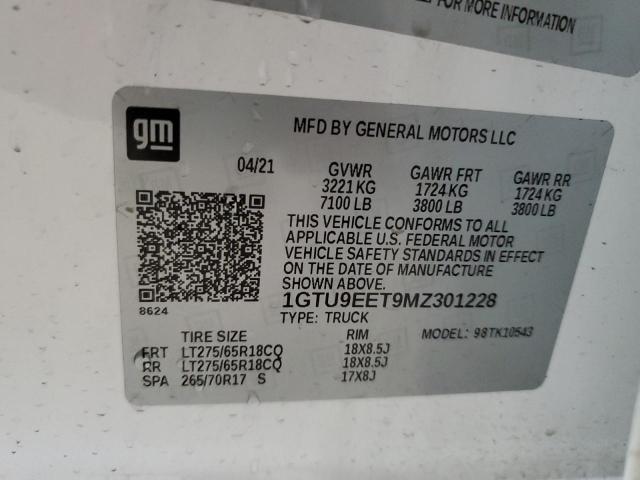 FOR MORE INFORMATION
gm
MFD BY GENERAL MOTORS LLC
04/21 GVWR GAWR FRT GAWR RR
3221 KG 1724 KG 1724 KG
7100 LB 3800 LB 3800 LB
THIS VEHICLE CONFORMS TO ALL
APPLICABLE U.S. FEDERAL MOTOR
VEHICLE SAFETY STANDARDS IN EFFECT
ON THE DATE OF MANUFACTURE
SHOWN ABOVE.
8624 1GTU9EET9MZ301228
TYPE: TRUCK
TIRE SIZE RIM MODEL: 98TK10543
FRT LT275/65R18CQ 18X8.5J
RR LT275/65R18CQ 18X8.5J
SPA 265/70R17 S 17X8J